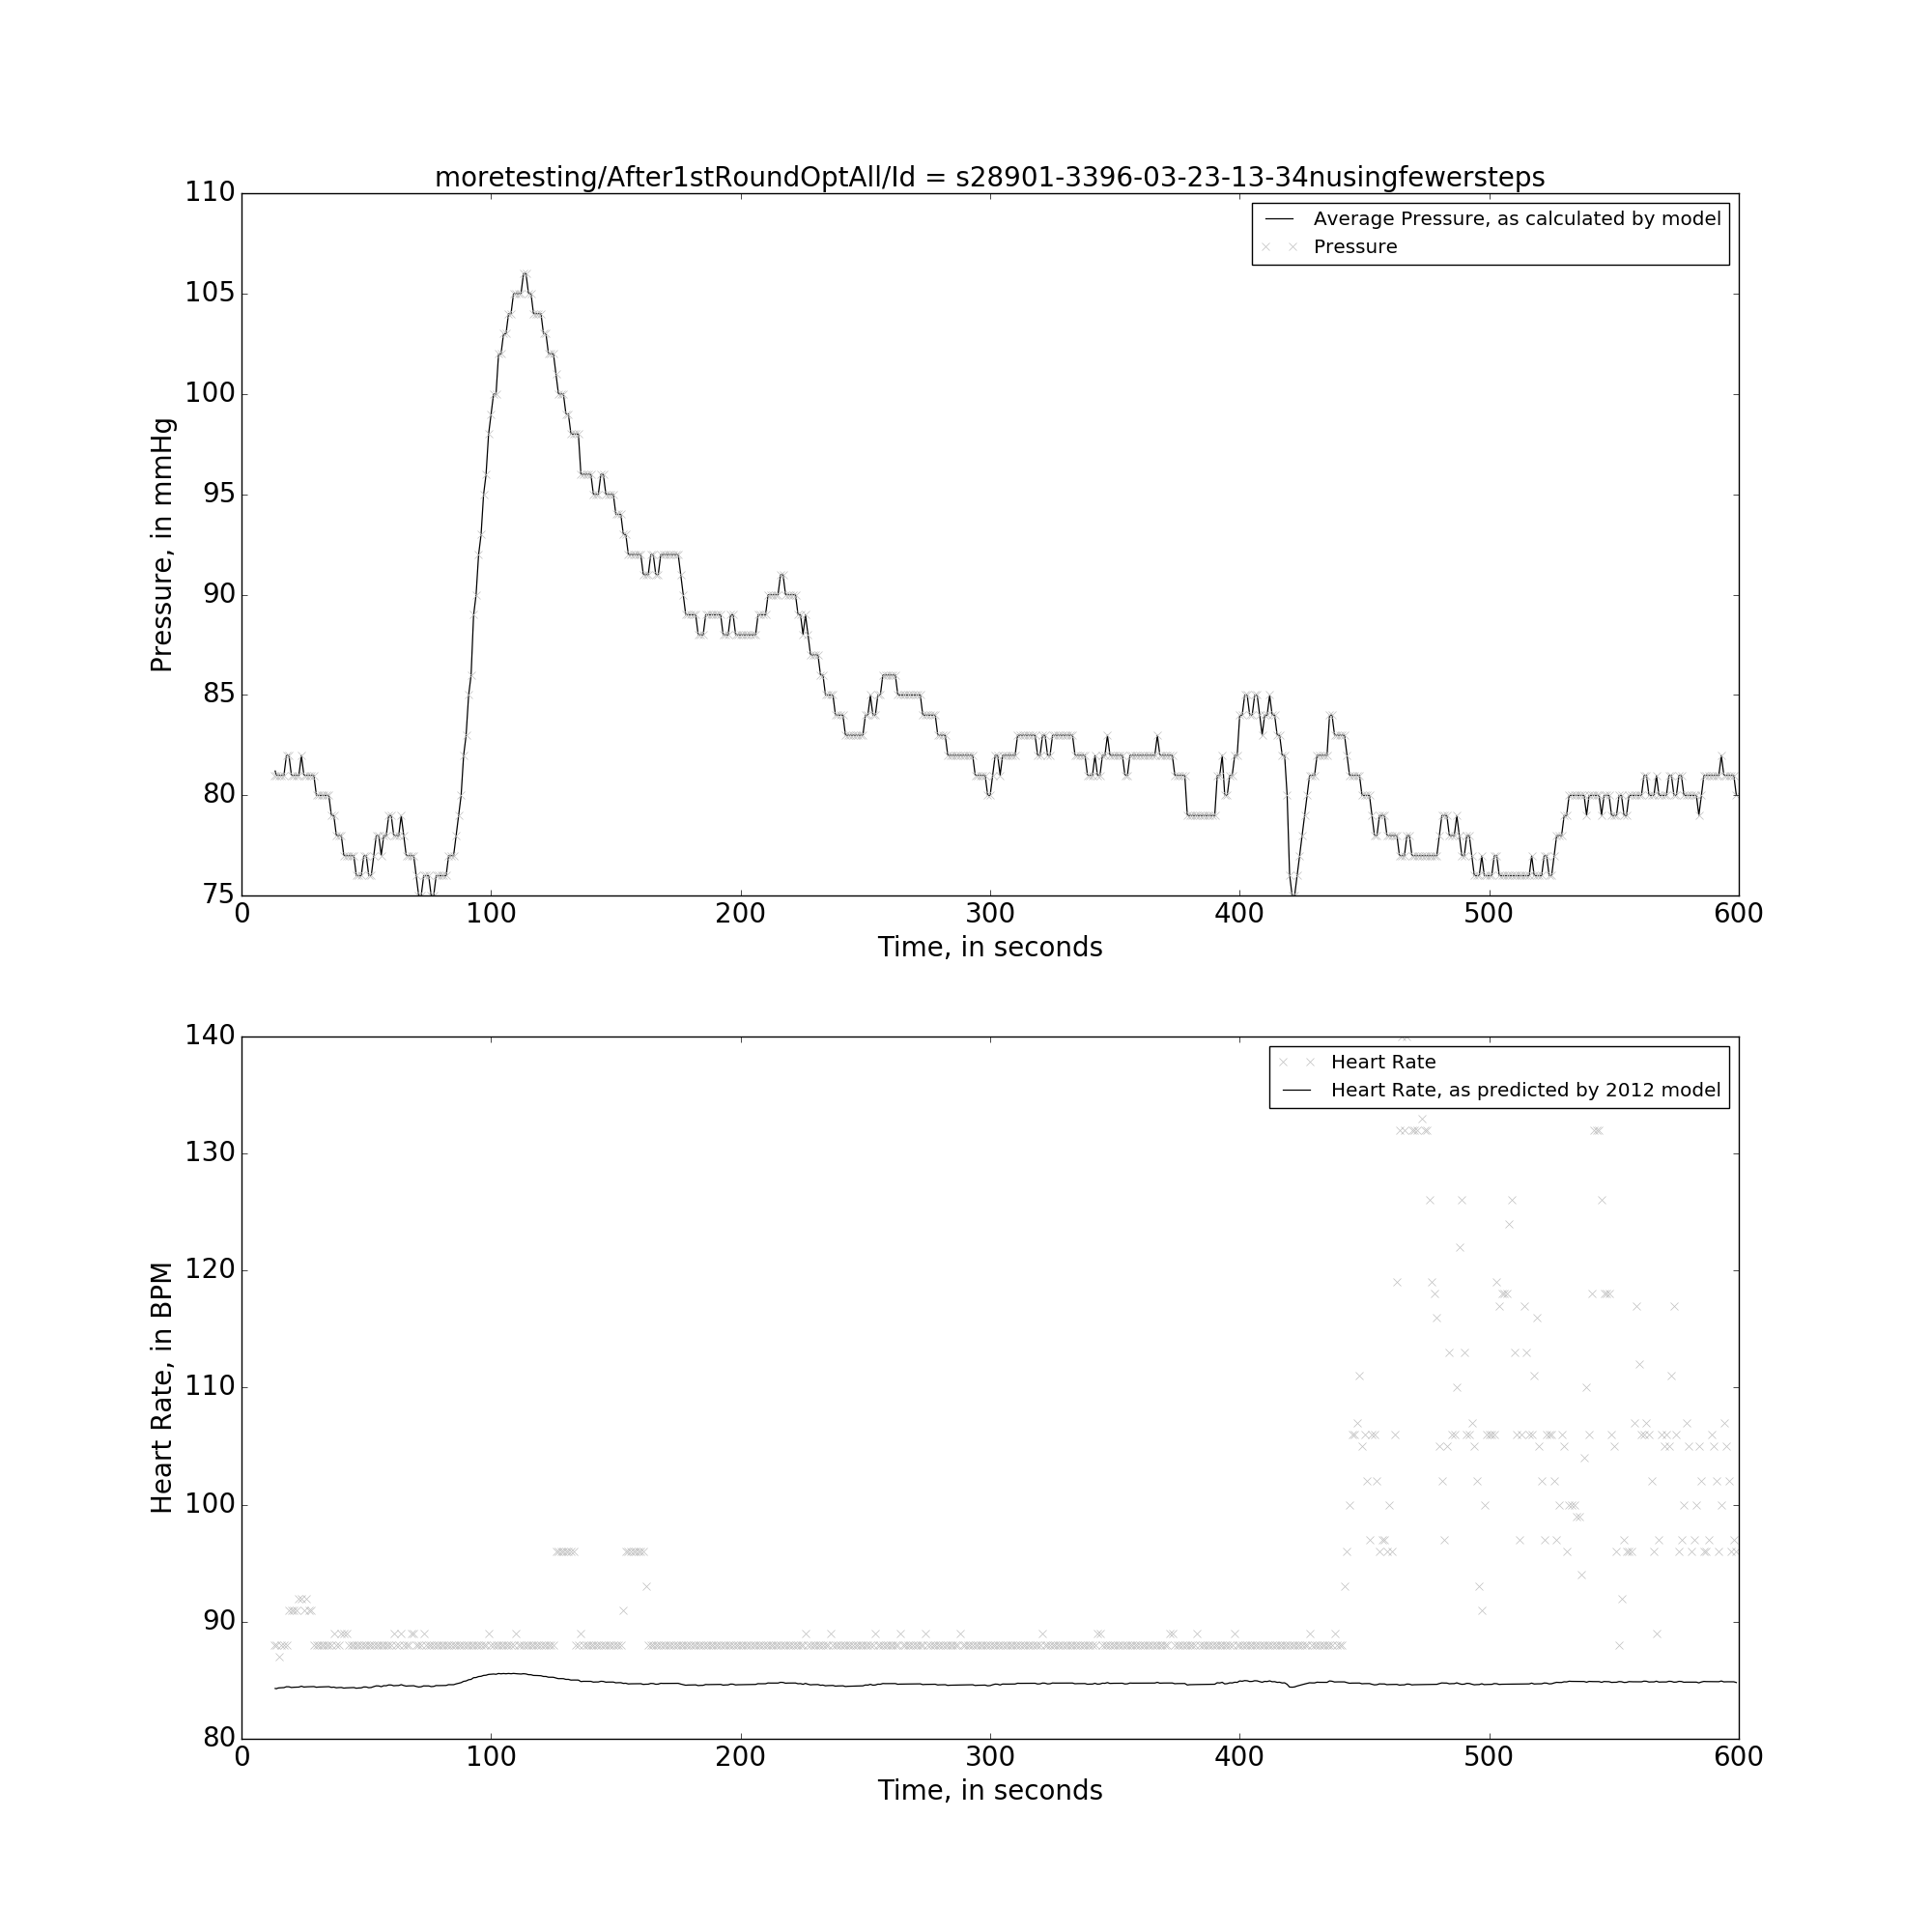 moretesting/After1stRoundOptAll/Id = s28901-3396-03-23-13-34nusingfewersteps
110
105
100
95
90
85
80
75
Pressure, in mmHg
Average Pressure, as calculated by model
Pressure
0 100 200 300 400 500 600
Time, in seconds
140
130
120
110
100
90
80
Heart Rate, in BPM
Heart Rate
Heart Rate, as predicted by 2012 model
0 100 200 300 400 500 600
Time, in seconds